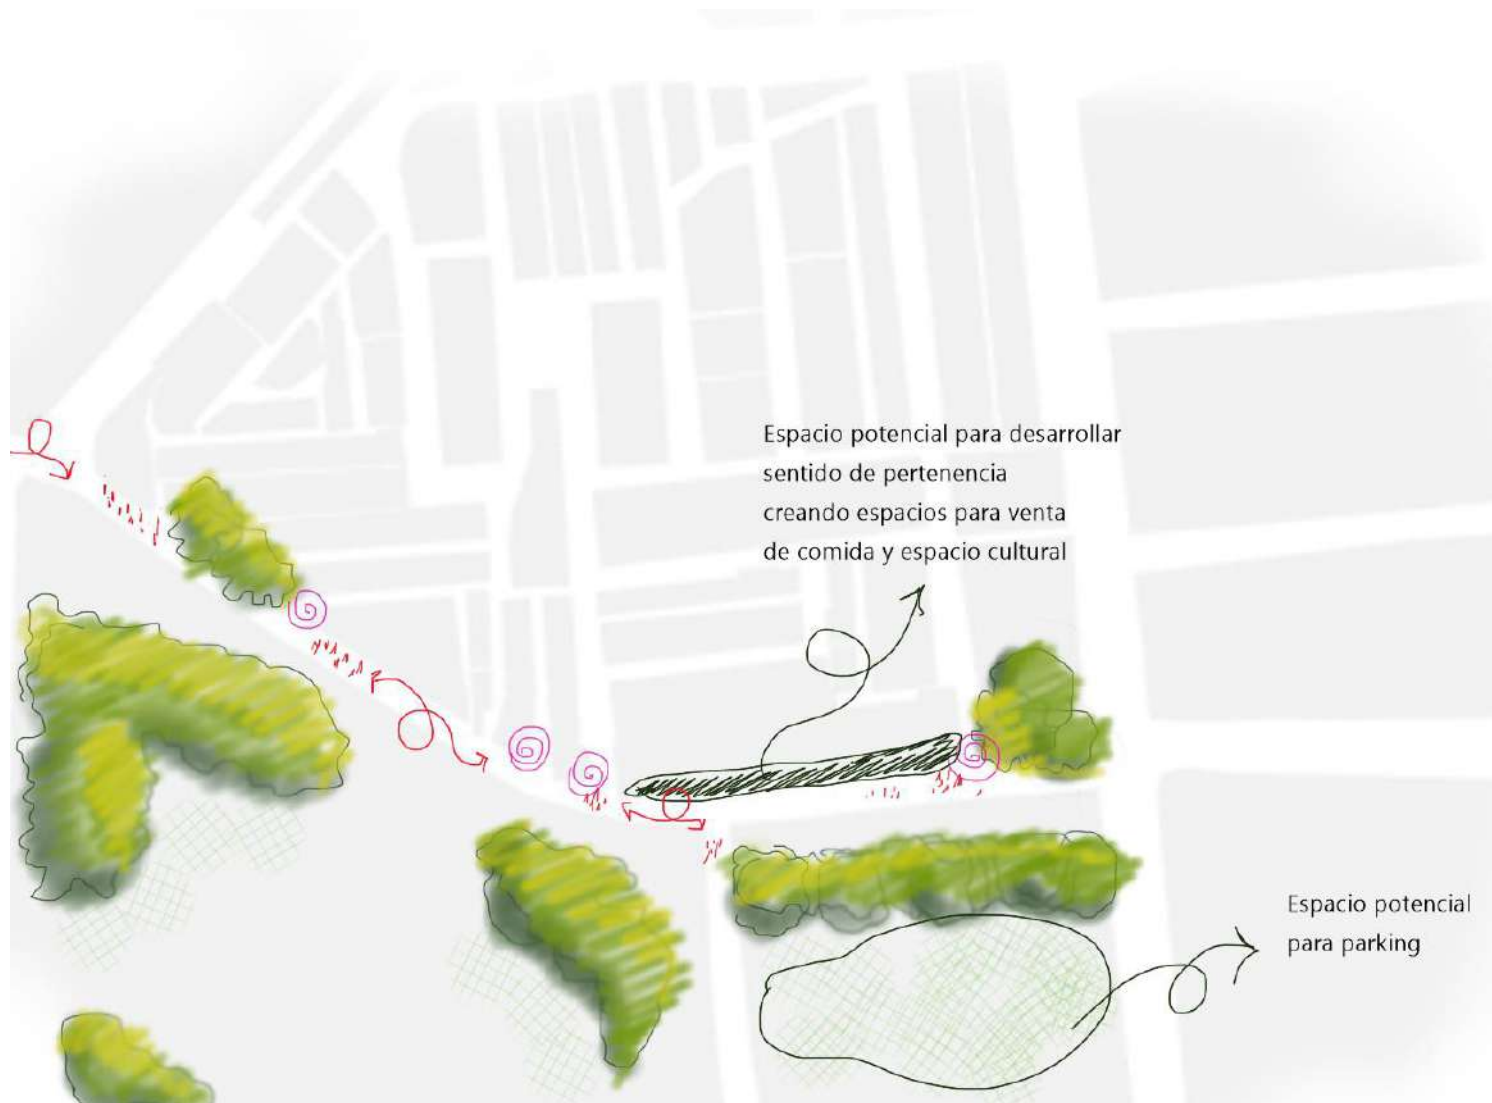 Espacio potencial para desarrollar
sentido de pertenencia
creando espacios para venta
de comida y espacio cultural
Espacio potencial
para parking